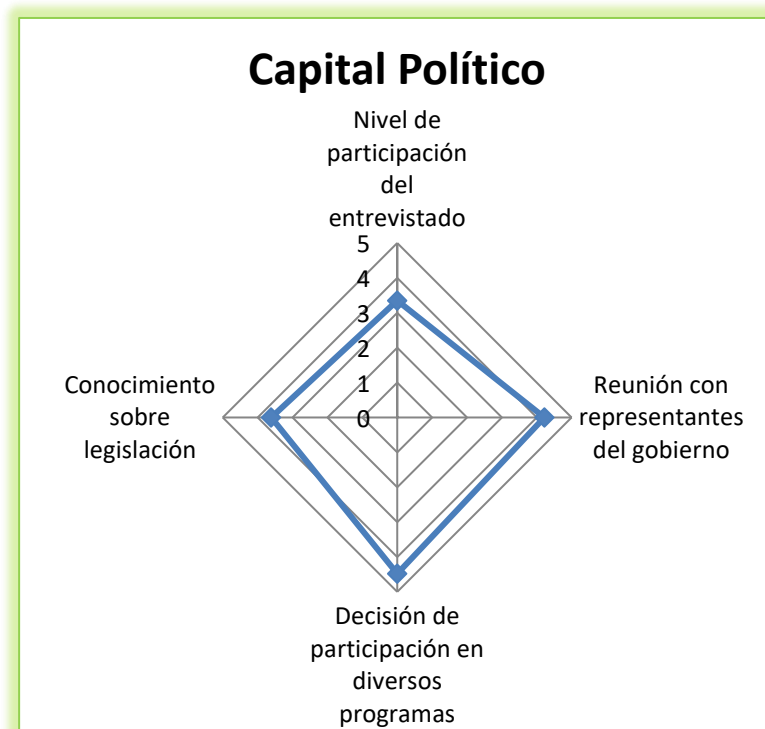 Capital Político
Nivel de
participación
del
entrevistado
5
4
3
2
1
0
Reunión con
representantes
del gobierno
Decisión de
participación en
diversos
programas
Conocimiento
sobre
legislación